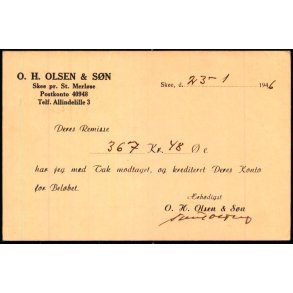 O. H. OLSEN & SØN
Skee pr. St. Merløse
Postkonto 40948
Telf. Allindelille 3
Skee, d. 23-1 1946
Deres Remisse
367 Kr. 48 Øre
har jeg med Tak modtaget, og krediteret Deres Konto
for Beløbet.
Ærbødigst
O. H. Olsen & Søn